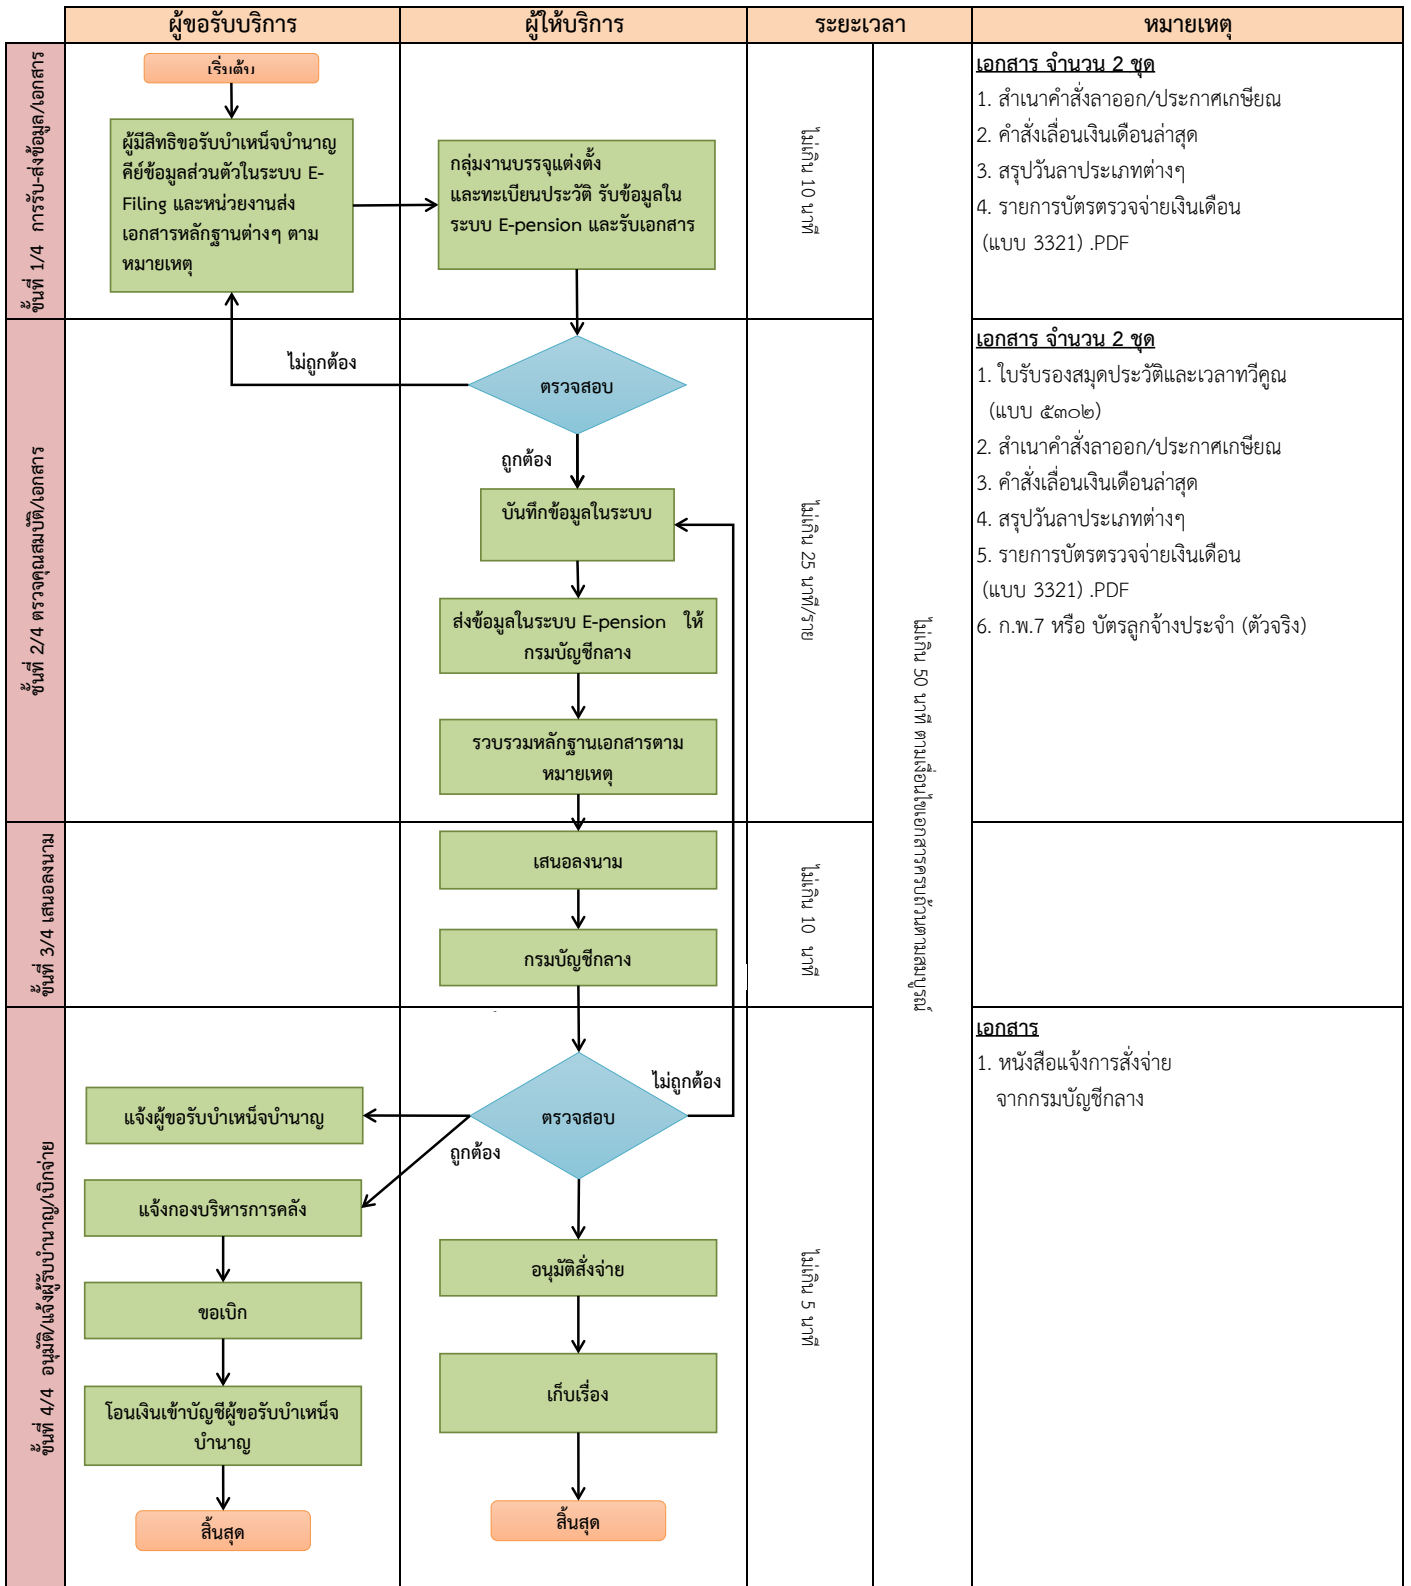 ผู้ขอรับบริการ
ผู้ให้บริการ
ระยะเวลา
หมายเหตุ
ขั้นที่ 1/4 การรับ-ส่งข้อมูล/เอกสาร
เริ่มต้น
ผู้มีสิทธิขอรับบำเหน็จบำนาญ
คีย์ข้อมูลส่วนตัวในระบบ E-
Filing และหน่วยงานส่ง
เอกสารหลักฐานต่างๆ ตาม
หมายเหตุ
กลุ่มงานบรรจุแต่งตั้ง
และทะเบียนประวัติ รับข้อมูลใน
ระบบ E-pension และรับเอกสาร
ไม่เกิน 10 นาที
เอกสาร จำนวน 2 ชุด
1. สำเนาคำสั่งลาออก/ประกาศเกษียณ
2. คำสั่งเลื่อนเงินเดือนล่าสุด
3. สรุปวันลาประเภทต่างๆ
4. รายการบัตรตรวจจ่ายเงินเดือน
(แบบ 3321) .PDF
ขั้นที่ 2/4 ตรวจคุณสมบัติ/เอกสาร
ไม่ถูกต้อง
ตรวจสอบ
ถูกต้อง
บันทึกข้อมูลในระบบ
ส่งข้อมูลในระบบ E-pension ให้
กรมบัญชีกลาง
รวบรวมหลักฐานเอกสารตาม
หมายเหตุ
ไม่เกิน 25 นาที/ราย
ไม่เกิน 50 นาที ตามเงื่อนไขเอกสารครบถ้วนตามสมบูรณ์
เอกสาร จำนวน 2 ชุด
1. ใบรับรองสมุดประวัติและเวลาทวีคูณ
(แบบ ๕๓๐๒)
2. สำเนาคำสั่งลาออก/ประกาศเกษียณ
3. คำสั่งเลื่อนเงินเดือนล่าสุด
4. สรุปวันลาประเภทต่างๆ
5. รายการบัตรตรวจจ่ายเงินเดือน
(แบบ 3321) .PDF
6. ก.พ.7 หรือ บัตรลูกจ้างประจำ (ตัวจริง)
ขั้นที่ 3/4 เสนอลงนาม
เสนอลงนาม
กรมบัญชีกลาง
ไม่เกิน 10 นาที
ขั้นที่ 4/4 อนุมัติ/แจ้งผู้รับบำนาญ/เบิกจ่าย
ตรวจสอบ
ไม่ถูกต้อง
ถูกต้อง
แจ้งผู้ขอรับบำเหน็จบำนาญ
แจ้งกองบริหารการคลัง
ขอเบิก
โอนเงินเข้าบัญชีผู้ขอรับบำเหน็จ
บำนาญ
สิ้นสุด
อนุมัติสั่งจ่าย
เก็บเรื่อง
สิ้นสุด
ไม่เกิน 5 นาที
เอกสาร
1. หนังสือแจ้งการสั่งจ่าย
จากกรมบัญชีกลาง